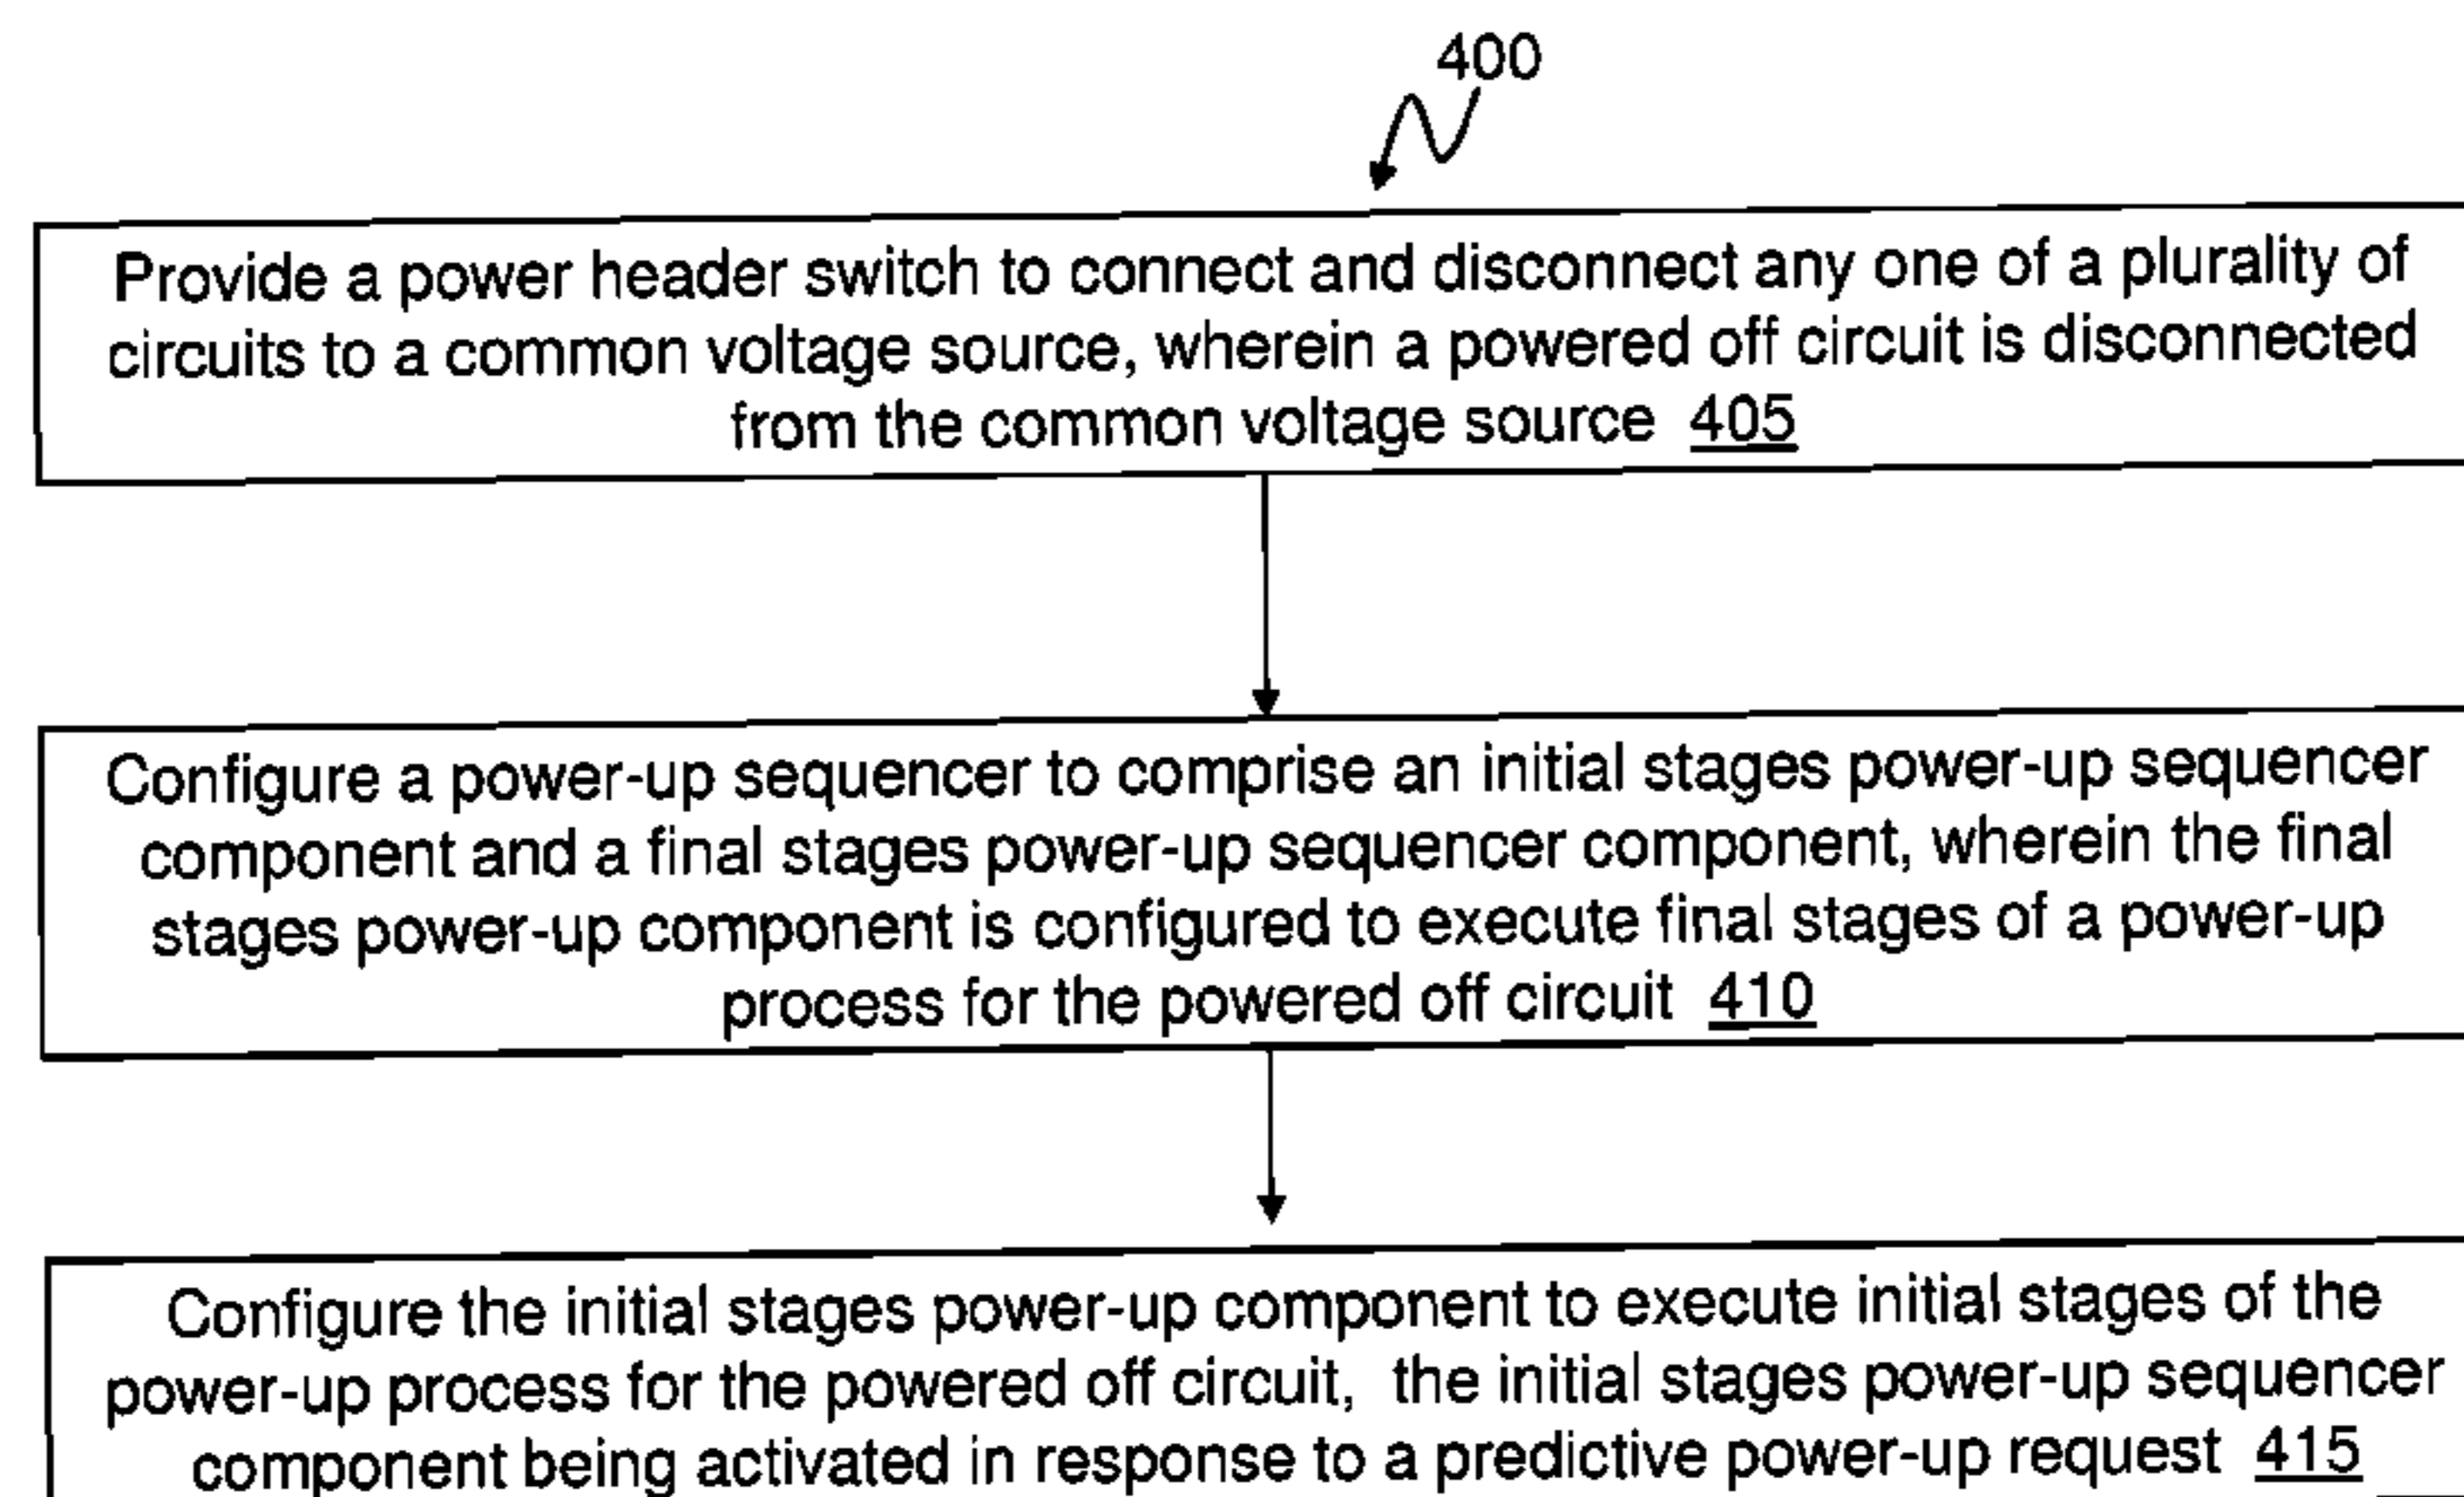 400
Provide a power header switch to connect and disconnect any one of a plurality of
circuits to a common voltage source, wherein a powered off circuit is disconnected
from the common voltage source 405
Configure a power-up sequencer to comprise an initial stages power-up sequencer
component and a final stages power-up sequencer component, wherein the final
stages power-up component is configured to execute final stages of a power-up
process for the powered off circuit 410
Configure the initial stages power-up component to execute initial stages of the
power-up process for the powered off circuit, the initial stages power-up sequencer
component being activated in response to a predictive power-up request 415